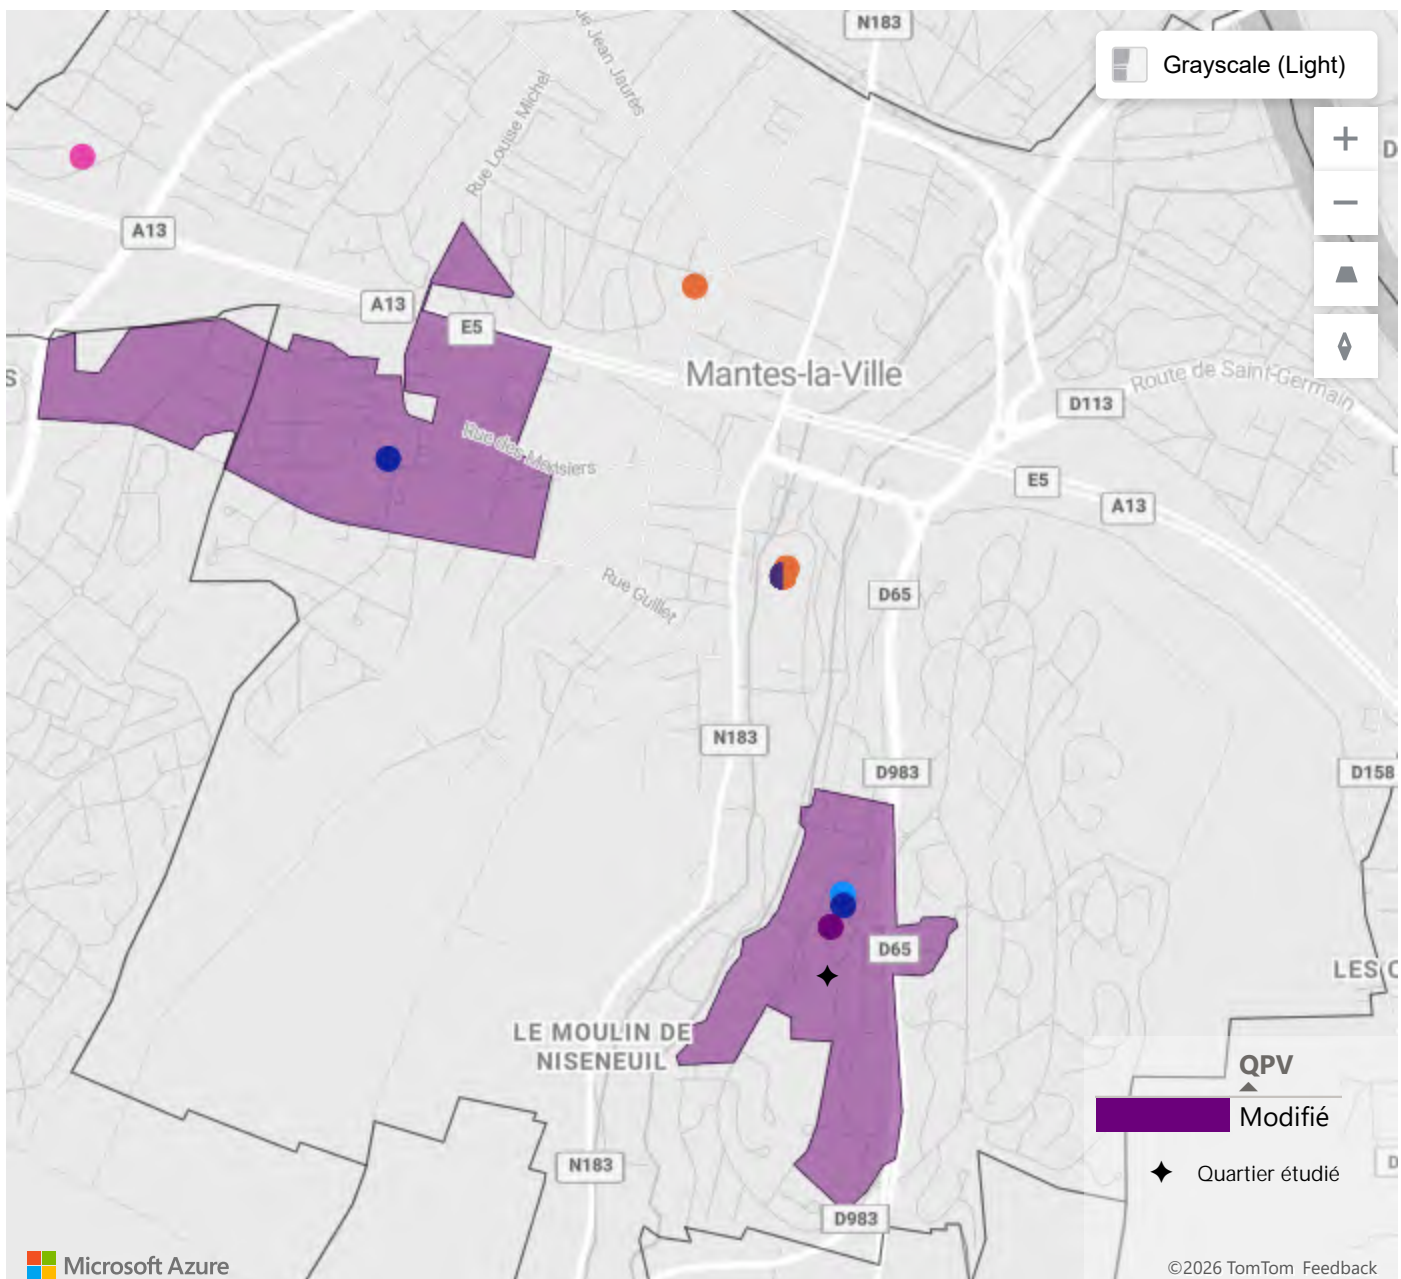 N183
Grayscale (Light)
Rue Jean Jaurès
Rue Louise Michel
D
A13
A13
E5
Mantes-la-Ville
S
Route de Saint-Germain
D113
Rue des Merisiers
E5
A13
Rue Guillet
D65
N183
D983
D158
D65
LES
LE MOULIN DE
NISENEUIL
QPV
Modifié
N183
Quartier étudié
D
D983
Microsoft Azure
©2026 TomTom Feedback